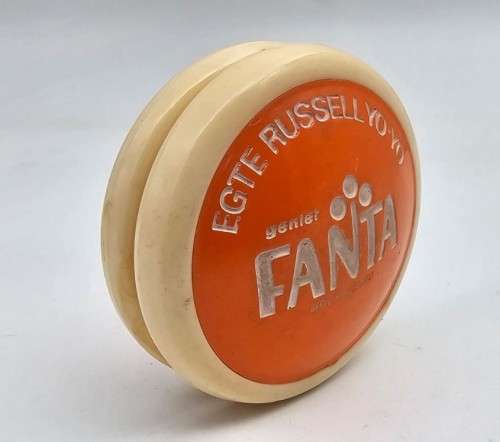 EGTE RUSSELL YO-YO
geniet
FANTA